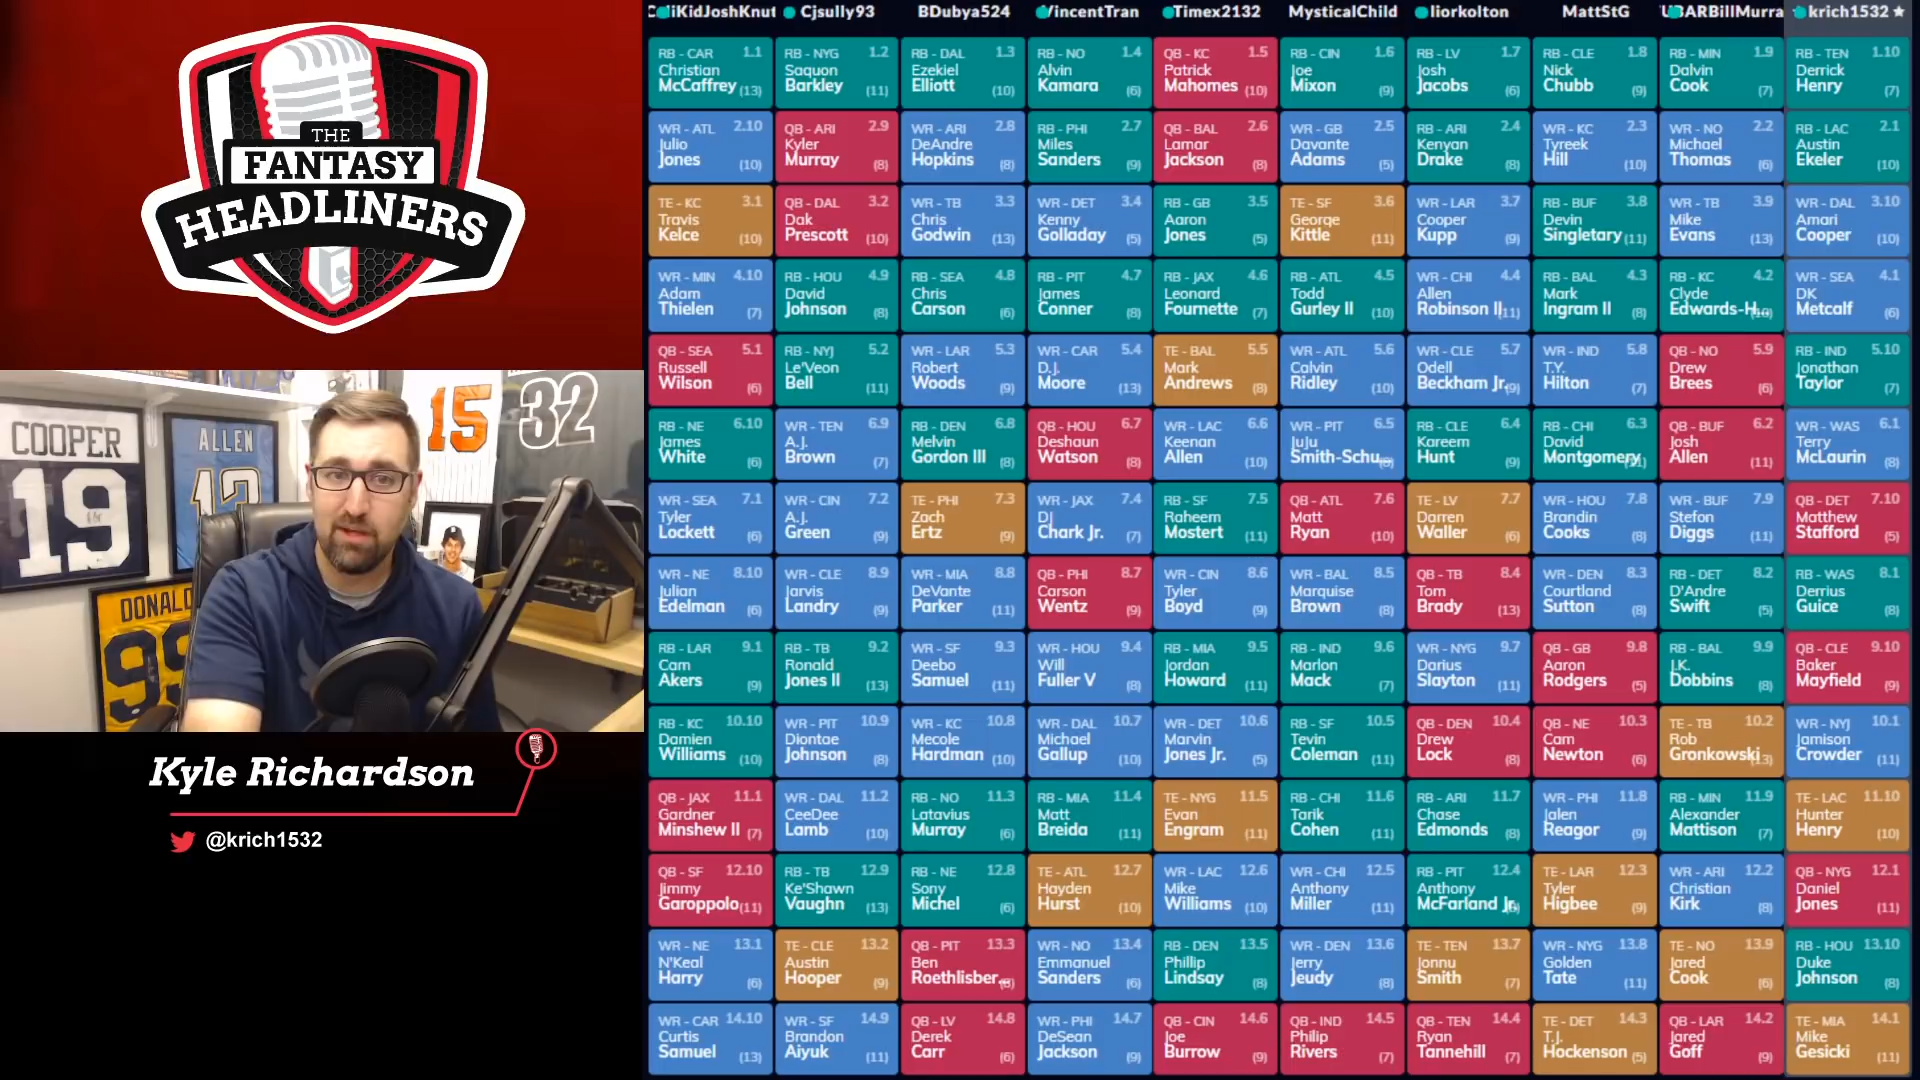 THE
FANTASY
HEADLINERS
COOPER
19
ALLEN
15
32
Kyle Richardson
@krich1532
Cjsully93
BDubya524
VincentTran
Timex2132
MysticalChild
liorkolton
MattStG
krich1532 ★
RB - CAR 1.1
Christian
McCaffrey (13)
RB - NYG 1.2
Saquon
Barkley (11)
RB - DAL 1.3
Ezekiel
Elliott (10)
RB - NO 1.4
Alvin
Kamara (6)
QB - KC 1.5
Patrick
Mahomes (10)
RB - CIN 1.6
Joe
Mixon (9)
RB - LV 1.7
Josh
Jacobs (6)
RB - CLE 1.8
Nick
Chubb (9)
RB - MIN 1.9
Dalvin
Cook (7)
RB - TEN 1.10
Derrick
Henry (7)
WR - ATL 2.10
Julio
Jones (10)
QB - ARI 2.9
Kyler
Murray (8)
WR - ARI 2.8
DeAndre
Hopkins (8)
RB - PHI 2.7
Miles
Sanders (9)
QB - BAL 2.6
Lamar
Jackson (8)
WR - GB 2.5
Davante
Adams (5)
RB - ARI 2.4
Kenyan
Drake (8)
WR - KC 2.3
Tyreek
Hill (10)
WR - NO 2.2
Michael
Thomas (6)
RB - LAC 2.1
Austin
Ekeler (10)
TE - KC 3.1
Travis
Kelce (10)
QB - DAL 3.2
Dak
Prescott (10)
WR - TB 3.3
Chris
Godwin (13)
WR - DET 3.4
Kenny
Golladay (5)
RB - GB 3.5
Aaron
Jones (5)
TE - SF 3.6
George
Kittle (11)
WR - LAR 3.7
Cooper
Kupp (9)
RB - BUF 3.8
Devin
Singletary (11)
WR - TB 3.9
Mike
Evans (13)
WR - DAL 3.10
Amari
Cooper (10)
WR - MIN 4.10
Adam
Thielen (7)
RB - HOU 4.9
David
Johnson (8)
RB - SEA 4.8
Chris
Carson (6)
RB - PIT 4.7
James
Conner (8)
RB - JAX 4.6
Leonard
Fournette (7)
RB - ATL 4.5
Todd
Gurley II (10)
WR - CHI 4.4
Allen
Robinson II (11)
RB - BAL 4.3
Mark
Ingram II (8)
RB - KC 4.2
Clyde
Edwards-H...
WR - SEA 4.1
DK
Metcalf (6)
QB - SEA 5.1
Russell
Wilson (6)
RB - NYJ 5.2
Le'Veon
Bell (11)
WR - LAR 5.3
Robert
Woods (9)
WR - CAR 5.4
D.J.
Moore (13)
TE - BAL 5.5
Mark
Andrews (8)
WR - ATL 5.6
Calvin
Ridley (10)
WR - CLE 5.7
Odell
Beckham Jr. (9)
WR - IND 5.8
T.Y.
Hilton (7)
QB - NO 5.9
Drew
Brees (6)
RB - IND 5.10
Jonathan
Taylor (7)
RB - NE 6.10
James
White (6)
WR - TEN 6.9
A.J.
Brown (7)
RB - DEN 6.8
Melvin
Gordon III (8)
QB - HOU 6.7
Deshaun
Watson (8)
WR - LAC 6.6
Keenan
Allen (10)
WR - PIT 6.5
JuJu
Smith-Schu...
RB - CLE 6.4
Kareem
Hunt (9)
RB - CHI 6.3
David
Montgomery
QB - BUF 6.2
Josh
Allen (11)
WR - WAS 6.1
Terry
McLaurin (8)
WR - SEA 7.1
Tyler
Lockett (6)
WR - CIN 7.2
A.J.
Green (9)
TE - PHI 7.3
Zach
Ertz (9)
WR - JAX 7.4
DJ
Chark Jr. (7)
RB - SF 7.5
Raheem
Mostert (11)
QB - ATL 7.6
Matt
Ryan (10)
TE - LV 7.7
Darren
Waller (6)
WR - HOU 7.8
Brandin
Cooks (8)
WR - BUF 7.9
Stefon
Diggs (11)
QB - DET 7.10
Matthew
Stafford (5)
WR - NE 8.10
Julian
Edelman (6)
WR - CLE 8.9
Jarvis
Landry (9)
WR - MIA 8.8
DeVante
Parker (11)
QB - PHI 8.7
Carson
Wentz (9)
WR - CIN 8.6
Tyler
Boyd (9)
WR - BAL 8.5
Marquise
Brown (8)
QB - TB 8.4
Tom
Brady (13)
WR - DEN 8.3
Courtland
Sutton (8)
RB - DET 8.2
D'Andre
Swift (5)
RB - WAS 8.1
Derrius
Guice (8)
RB - LAR 9.1
Cam
Akers (9)
RB - TB 9.2
Ronald
Jones II (13)
WR - SF 9.3
Deebo
Samuel (11)
WR - HOU 9.4
Will
Fuller V (8)
RB - MIA 9.5
Jordan
Howard (11)
RB - IND 9.6
Marlon
Mack (7)
WR - NYG 9.7
Darius
Slayton (11)
QB - GB 9.8
Aaron
Rodgers (5)
RB - BAL 9.9
J.K.
Dobbins (8)
QB - CLE 9.10
Baker
Mayfield (9)
RB - KC 10.10
Damien
Williams (10)
WR - PIT 10.9
Diontae
Johnson (8)
WR - KC 10.8
Mecole
Hardman (10)
WR - DAL 10.7
Michael
Gallup (10)
WR - DET 10.6
Marvin
Jones Jr. (5)
RB - SF 10.5
Tevin
Coleman (11)
QB - DEN 10.4
Drew
Lock (8)
QB - NE 10.3
Cam
Newton (6)
TE - TB 10.2
Rob
Gronkowski (13)
WR - NYJ 10.1
Jamison
Crowder (11)
QB - JAX 11.1
Gardner
Minshew II (7)
WR - DAL 11.2
CeeDee
Lamb (10)
RB - NO 11.3
Latavius
Murray (6)
RB - MIA 11.4
Matt
Breida (11)
TE - NYG 11.5
Evan
Engram (11)
RB - CHI 11.6
Tarik
Cohen (11)
RB - ARI 11.7
Chase
Edmonds (8)
WR - PHI 11.8
Jalen
Reagor (9)
RB - MIN 11.9
Alexander
Mattison (7)
TE - LAC 11.10
Hunter
Henry (10)
QB - SF 12.10
Jimmy
Garoppolo (11)
RB - TB 12.9
Ke'Shawn
Vaughn (13)
RB - NE 12.8
Sony
Michel (6)
TE - ATL 12.7
Hayden
Hurst (10)
WR - LAC 12.6
Mike
Williams (10)
WR - CHI 12.5
Anthony
Miller (11)
RB - PIT 12.4
Anthony
McFarland Jr.
TE - LAR 12.3
Tyler
Higbee (9)
WR - ARI 12.2
Christian
Kirk (8)
QB - NYG 12.1
Daniel
Jones (11)
WR - NE 13.1
N'Keal
Harry (6)
TE - CLE 13.2
Austin
Hooper (9)
QB - PIT 13.3
Ben
Roethlisber...
WR - NO 13.4
Emmanuel
Sanders (6)
RB - DEN 13.5
Phillip
Lindsay (8)
WR - DEN 13.6
Jerry
Jeudy (8)
TE - TEN 13.7
Jonnu
Smith (7)
WR - NYG 13.8
Golden
Tate (11)
TE - NO 13.9
Jared
Cook (6)
RB - HOU 13.10
Duke
Johnson (8)
WR - CAR 14.10
Curtis
Samuel (13)
WR - SF 14.9
Brandon
Aiyuk (11)
QB - LV 14.8
Derek
Carr (6)
WR - PHI 14.7
DeSean
Jackson (9)
QB - CIN 14.6
Joe
Burrow (9)
QB - IND 14.5
Philip
Rivers (7)
QB - TEN 14.4
Ryan
Tannehill (7)
TE - DET 14.3
T.J.
Hockenson (5)
QB - LAR 14.2
Jared
Goff (9)
TE - MIA 14.1
Mike
Gesicki (11)